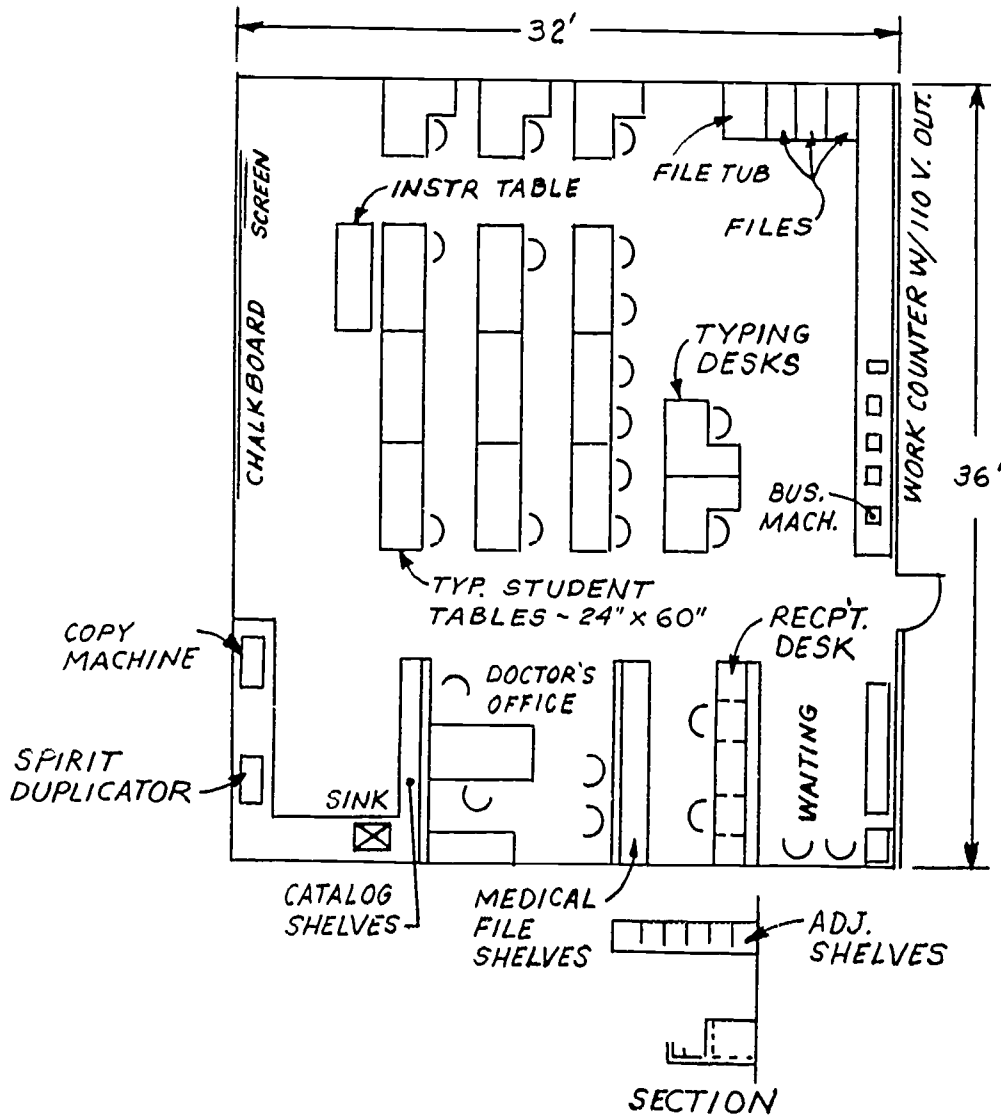 32'
SCREEN
CHALKBOARD
INSTR TABLE
FILE TUB
FILES
WORK COUNTER W/110 V. OUT.
36'
TYPING
DESKS
BUS.
MACH.
TYP. STUDENT
TABLES ~ 24" X 60"
COPY
MACHINE
SPIRIT
DUPLICATOR
SINK
DOCTOR'S
OFFICE
RECP'T.
DESK
WAITING
CATALOG
SHELVES
MEDICAL
FILE
SHELVES
ADJ.
SHELVES
SECTION